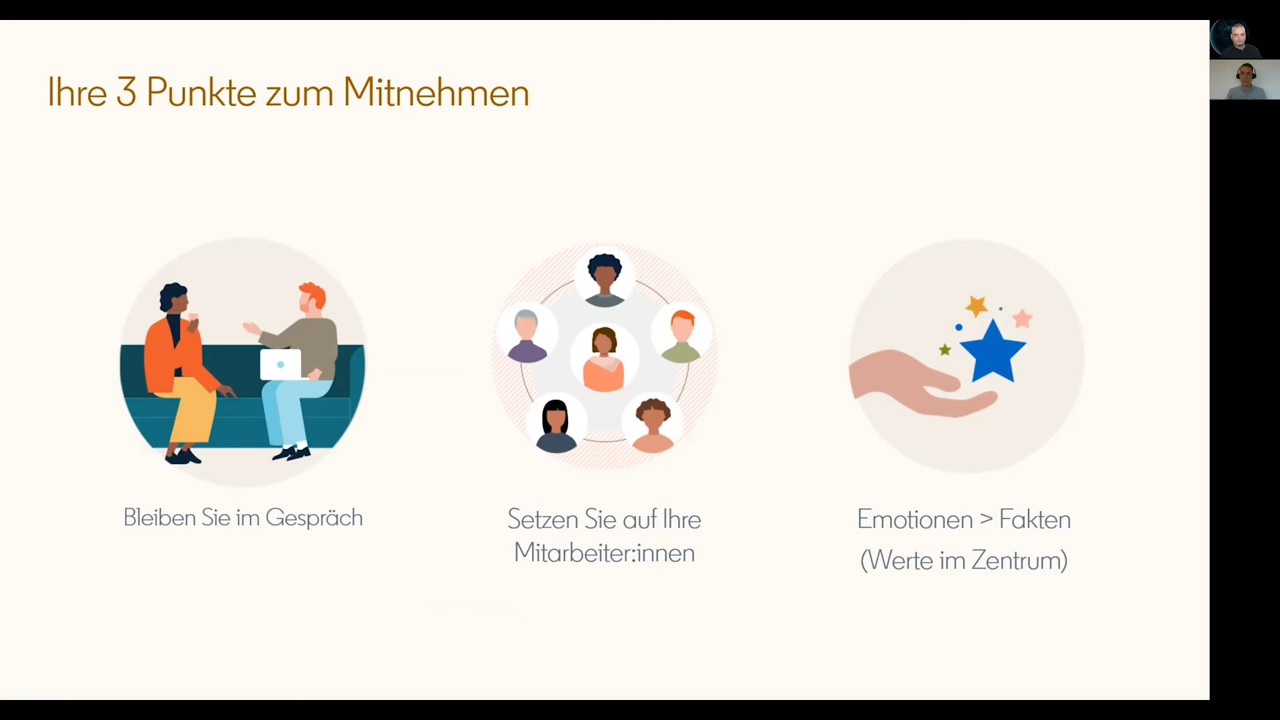 Ihre 3 Punkte zum Mitnehmen
Bleiben Sie im Gespräch
Setzen Sie auf Ihre
Mitarbeiter:innen
Emotionen > Fakten
(Werte im Zentrum)